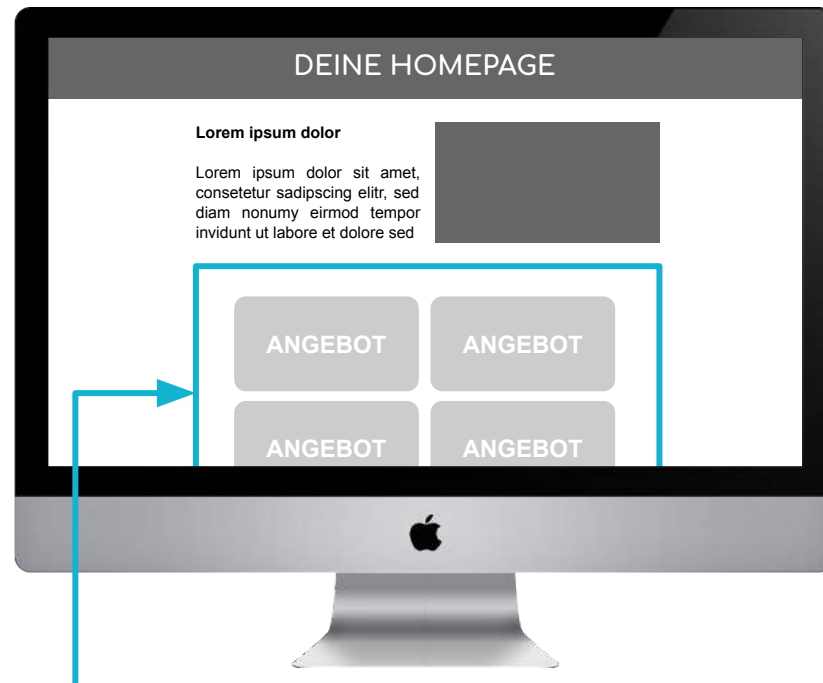 DEINE HOMEPAGE
Lorem ipsum dolor
Lorem ipsum dolor sit amet,
consetetur sadipscing elitr, sed
diam nonumy eirmod tempor
invidunt ut labore et dolore sed
ANGEBOT ANGEBOT
ANGEBOT ANGEBOT